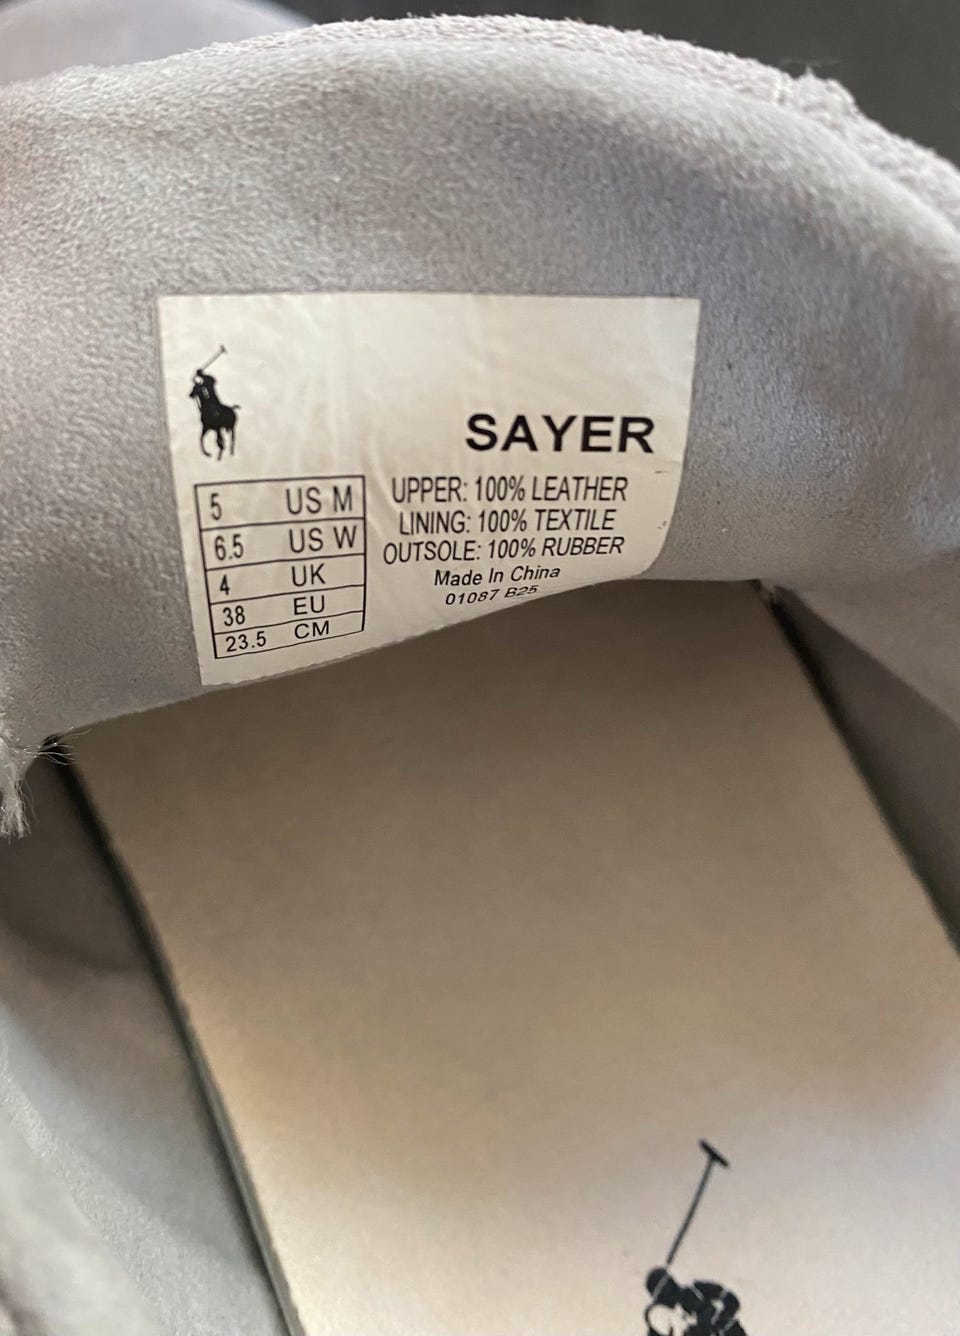 SAYER
5 US M
6.5 US W
4 UK
38 EU
23.5 CM
UPPER: 100% LEATHER
LINING: 100% TEXTILE
OUTSOLE: 100% RUBBER
Made In China
01087 B25